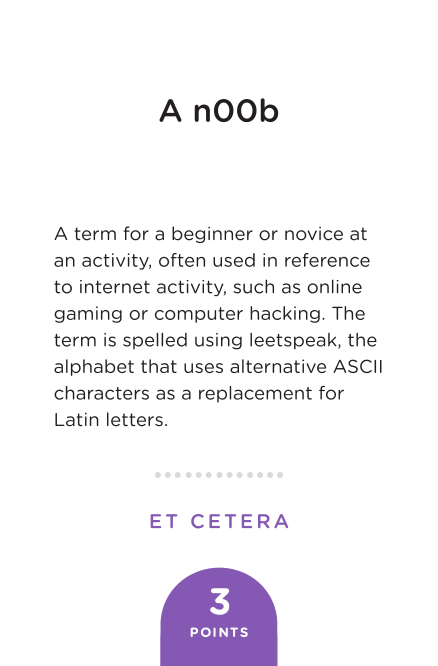 A n00b
A term for a beginner or novice at
an activity, often used in reference
to internet activity, such as online
gaming or computer hacking. The
term is spelled using leetspeak, the
alphabet that uses alternative ASCII
characters as a replacement for
Latin letters.
ET CETERA
3
POINTS